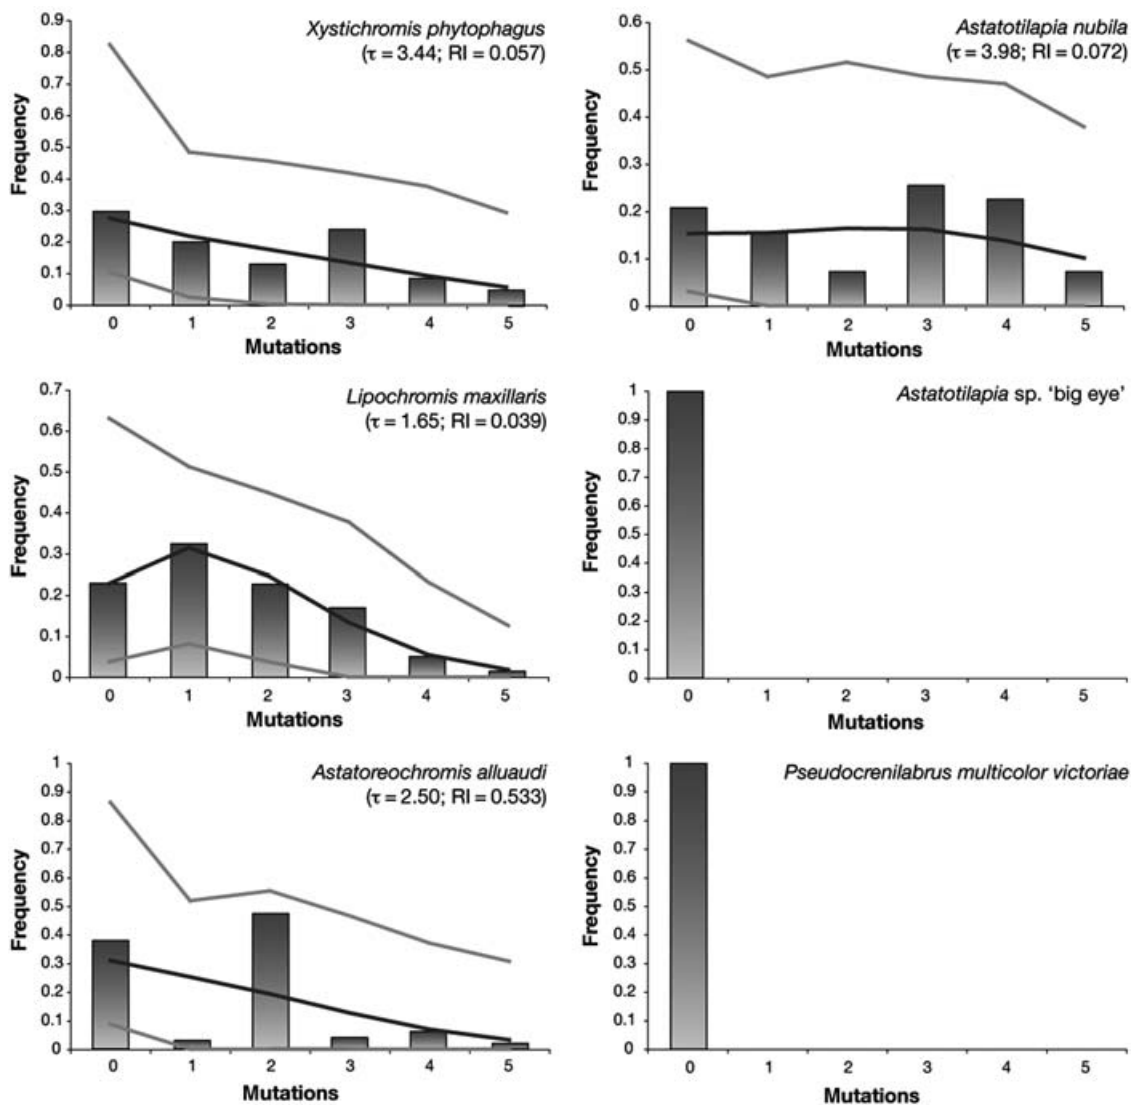 Xystichromis phytophagus
(τ = 3.44; RI = 0.057)
0.9
0.8
0.7
0.6
0.5
0.4
0.3
0.2
0.1
0
Frequency
0 1 2 3 4 5
Mutations
Astatotilapia nubila
(τ = 3.98; RI = 0.072)
0.6
0.5
0.4
0.3
0.2
0.1
0
Frequency
0 1 2 3 4 5
Mutations
Lipochromis maxillaris
(τ = 1.65; RI = 0.039)
0.7
0.6
0.5
0.4
0.3
0.2
0.1
0
Frequency
0 1 2 3 4 5
Mutations
Astatotilapia sp. ‘big eye’
1
0.9
0.8
0.7
0.6
0.5
0.4
0.3
0.2
0.1
0
Frequency
0 1 2 3 4 5
Mutations
Astatoreochromis alluaudi
(τ = 2.50; RI = 0.533)
1
0.9
0.8
0.7
0.6
0.5
0.4
0.3
0.2
0.1
0
Frequency
0 1 2 3 4 5
Mutations
Pseudocrenilabrus multicolor victoriae
1
0.9
0.8
0.7
0.6
0.5
0.4
0.3
0.2
0.1
0
Frequency
0 1 2 3 4 5
Mutations